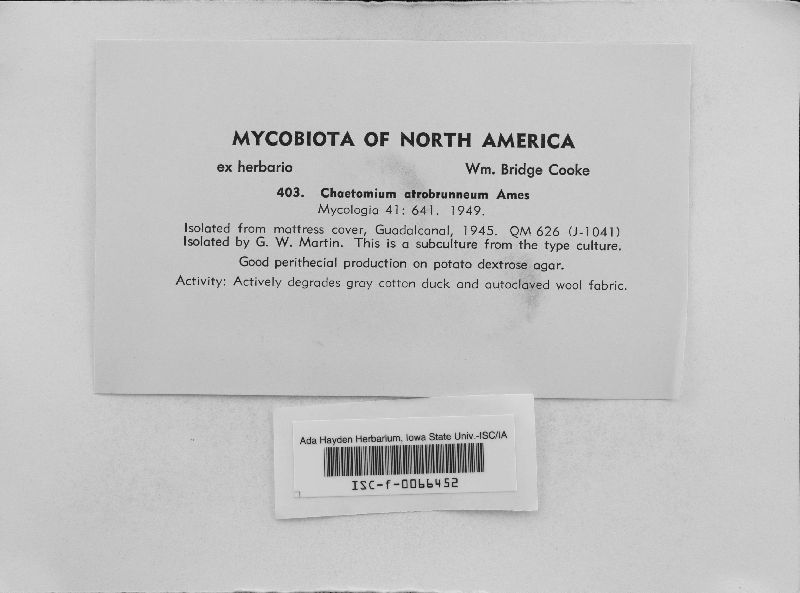 MYCOBIOTA OF NORTH AMERICA
ex herbario Wm. Bridge Cooke
403. Chaetomium atrobrunneum Ames
Mycologia 41: 641. 1949.
Isolated from mattress cover, Guadalcanal, 1945. QM 626 (J-1041)
Isolated by G. W. Martin. This is a subculture from the type culture.
Good perithecial production on potato dextrose agar.
Activity: Actively degrades gray cotton duck and autoclaved wool fabric.
Ada Hayden Herbarium, Iowa State Univ.-ISC/IA
ISC-f-0066452